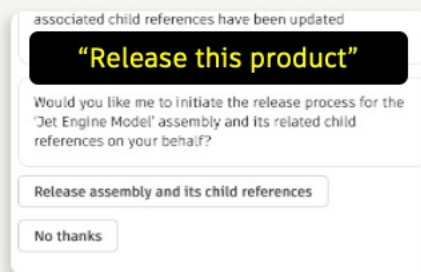 associated child references have been updated
“Release this product”
Would you like me to initiate the release process for the
'Jet Engine Model' assembly and its related child
references on your behalf?
Release assembly and its child references
No thanks